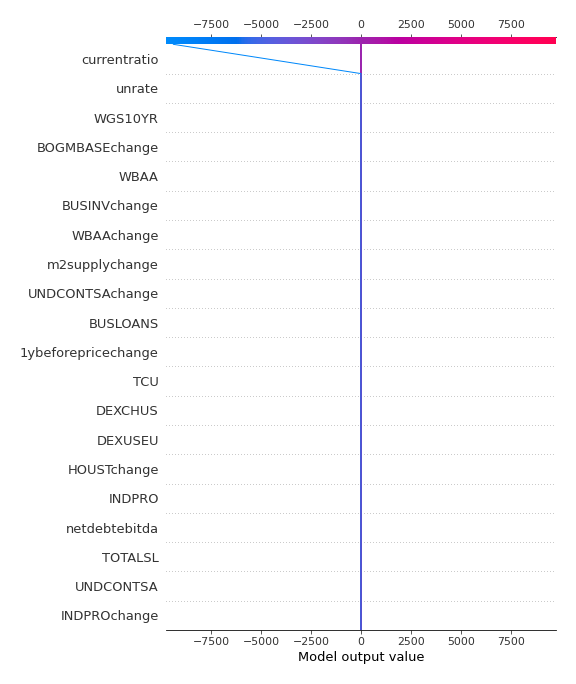 −7500 −5000 −2500 0 2500 5000 7500
currentratio
unrate
WGS10YR
BOGMBASEchange
WBAA
BUSINVchange
WBAAchange
m2supplychange
UNDCONTSAchange
BUSLOANS
1ybeforepricechange
TCU
DEXCHUS
DEXUSEU
HOUSTchange
INDPRO
netdebtebitda
TOTALSL
UNDCONTSA
INDPROchange
−7500 −5000 −2500 0 2500 5000 7500
Model output value